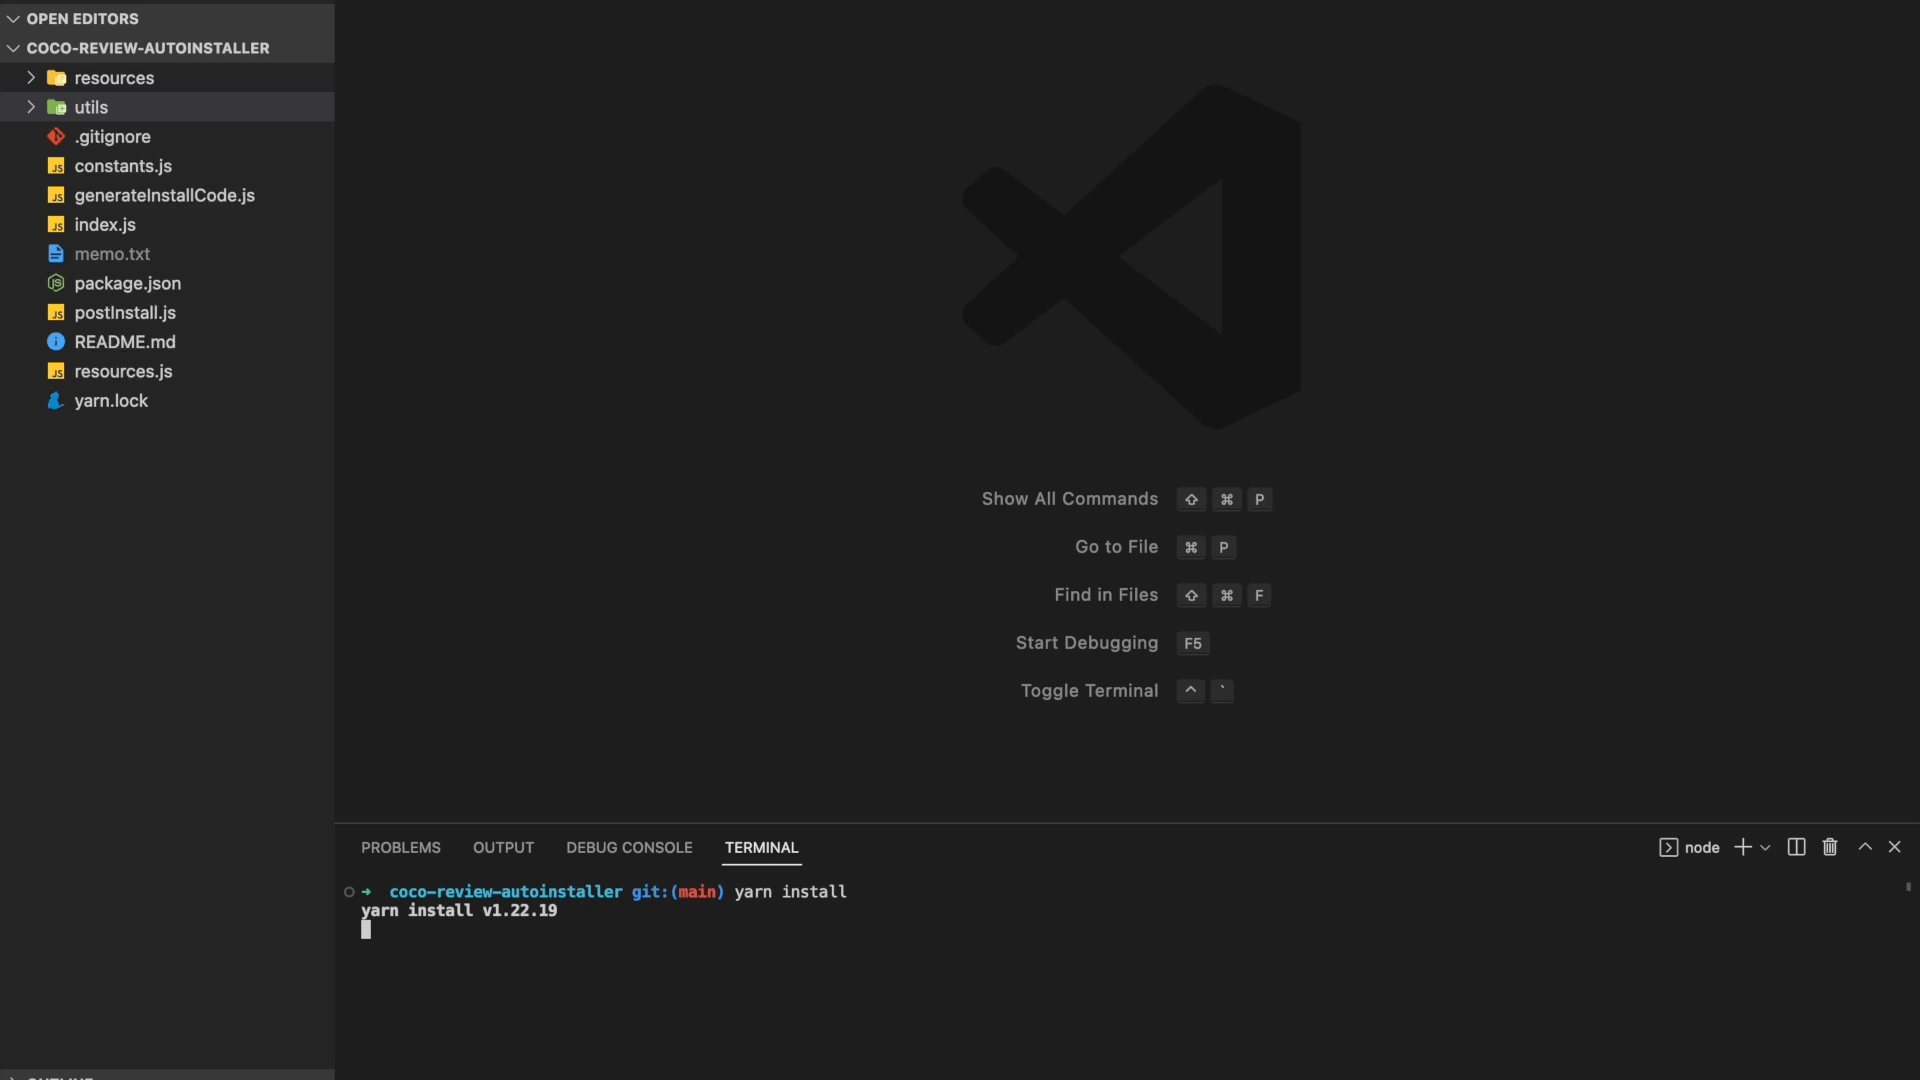 OPEN EDITORS
COCO-REVIEW-AUTOINSTALLER
resources
utils
.gitignore
constants.js
generateInstallCode.js
index.js
memo.txt
package.json
postInstall.js
README.md
resources.js
yarn.lock
Show All Commands ⇧ ⌘ P
Go to File ⌘ P
Find in Files ⇧ ⌘ F
Start Debugging F5
Toggle Terminal ^ `
PROBLEMS OUTPUT DEBUG CONSOLE TERMINAL node
➜ coco-review-autoinstaller git:(main) yarn install
yarn install v1.22.19